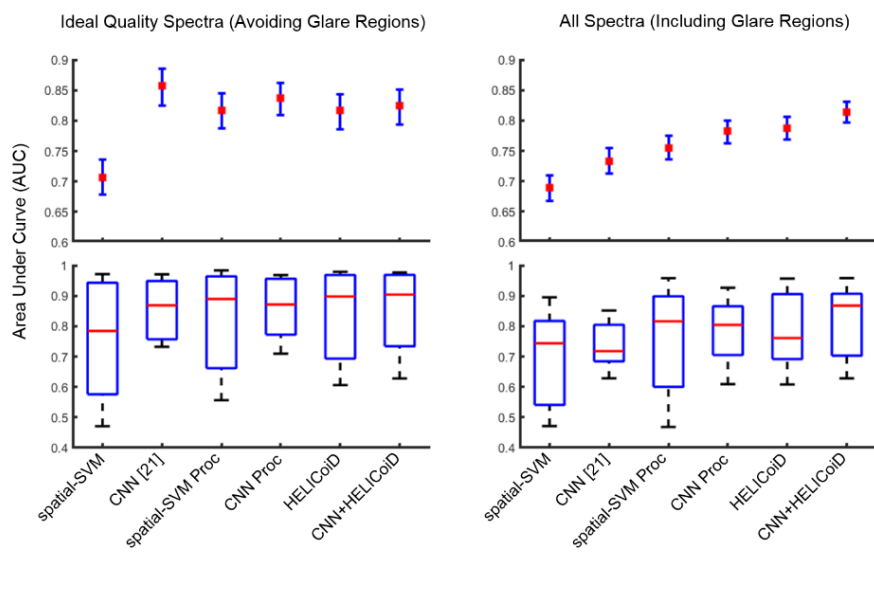 Ideal Quality Spectra (Avoiding Glare Regions)
All Spectra (Including Glare Regions)
Area Under Curve (AUC)
0.9
0.85
0.8
0.75
0.7
0.65
0.6
0.9
0.85
0.8
0.75
0.7
0.65
0.6
1
0.9
0.8
0.7
0.6
0.5
0.4
1
0.9
0.8
0.7
0.6
0.5
0.4
spatial-SVM
CNN [21]
spatial-SVM Proc
CNN Proc
HELICoiD
CNN+HELICoiD
spatial-SVM
CNN [21]
spatial-SVM Proc
CNN Proc
HELICoiD
CNN+HELICoiD